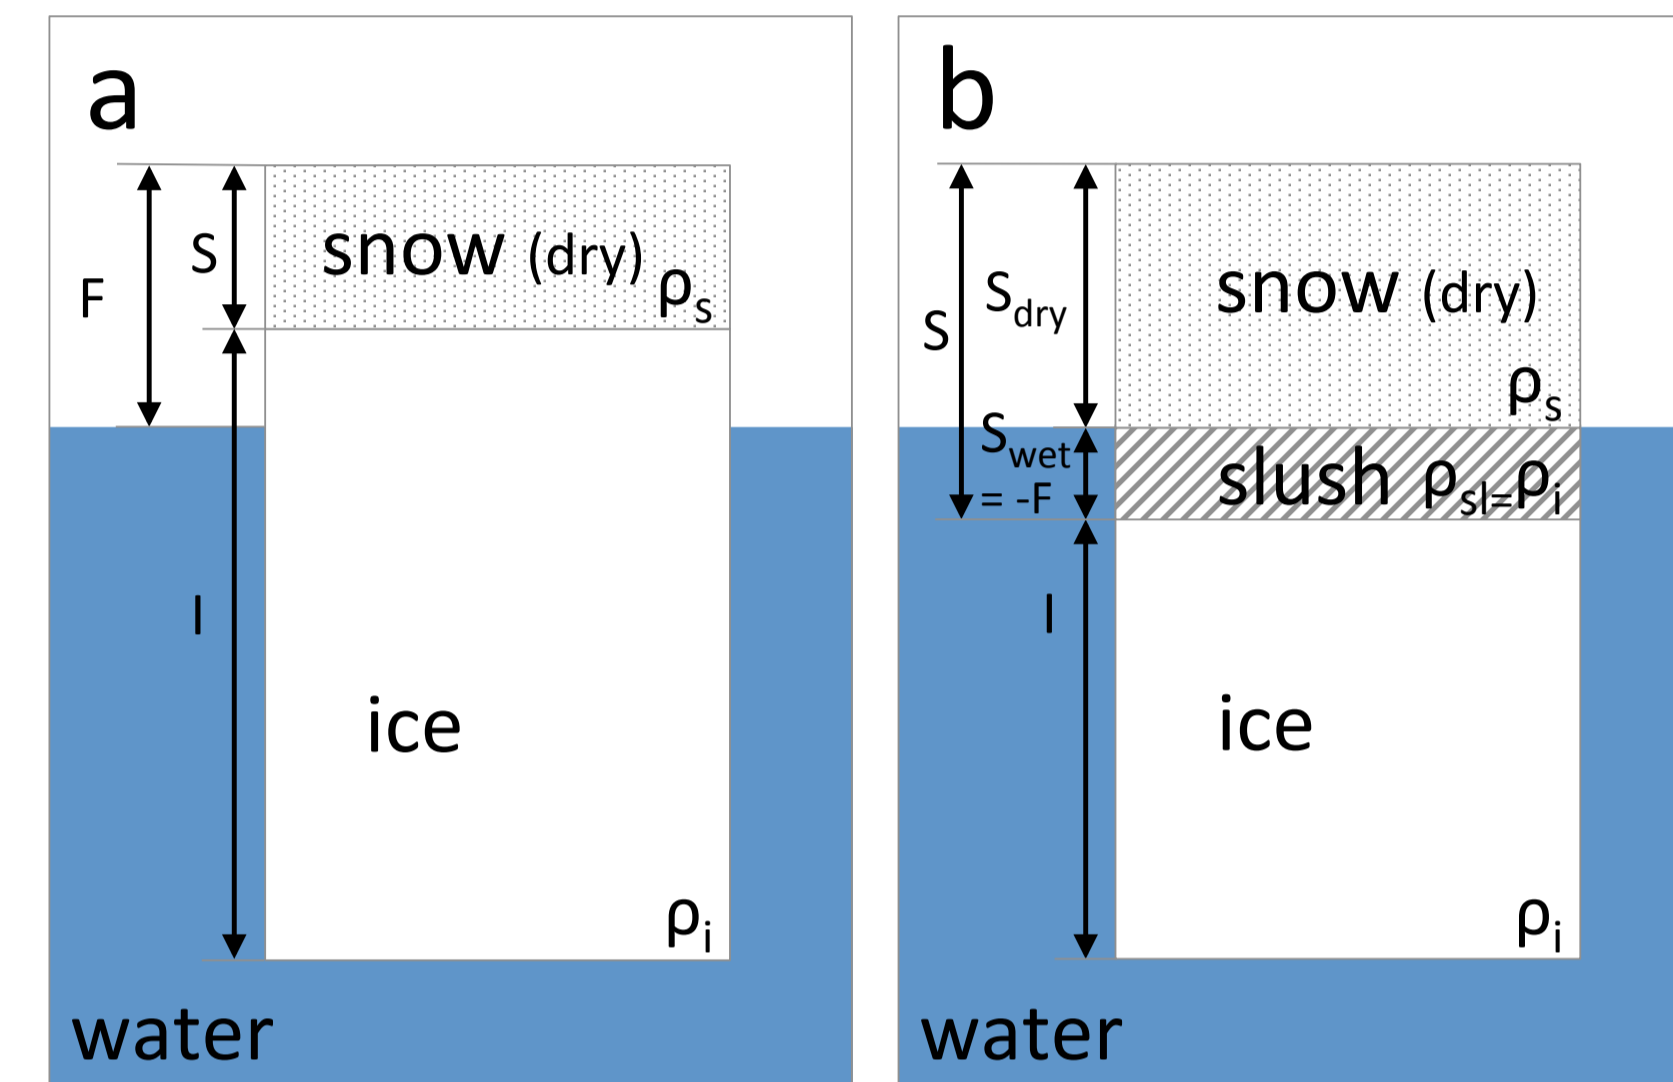 a
F
S
snow (dry)
ρs
I
ice
ρi
water
b
S
Sdry
snow (dry)
ρs
Swet
= -F
slush ρsl=ρi
I
ice
ρi
water